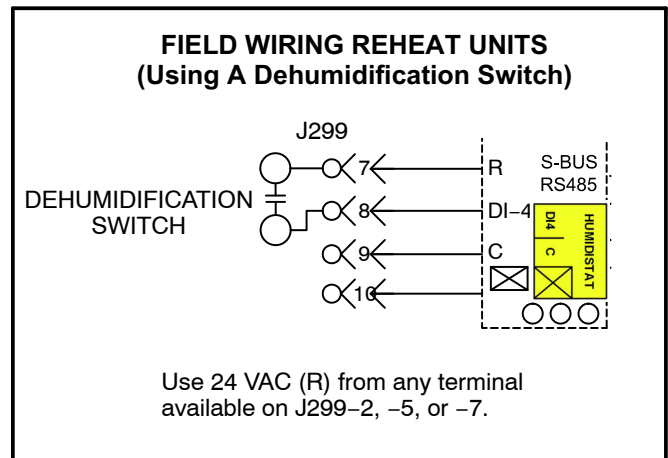 FIELD WIRING REHEAT UNITS
(Using A Dehumidification Switch)
J299
DEHUMIDIFICATION
SWITCH
7
8
9
10
R
DI−4
C
S-BUS
RS485
DI4
C
HUMIDISTAT
Use 24 VAC (R) from any terminal
available on J299−2, −5, or −7.